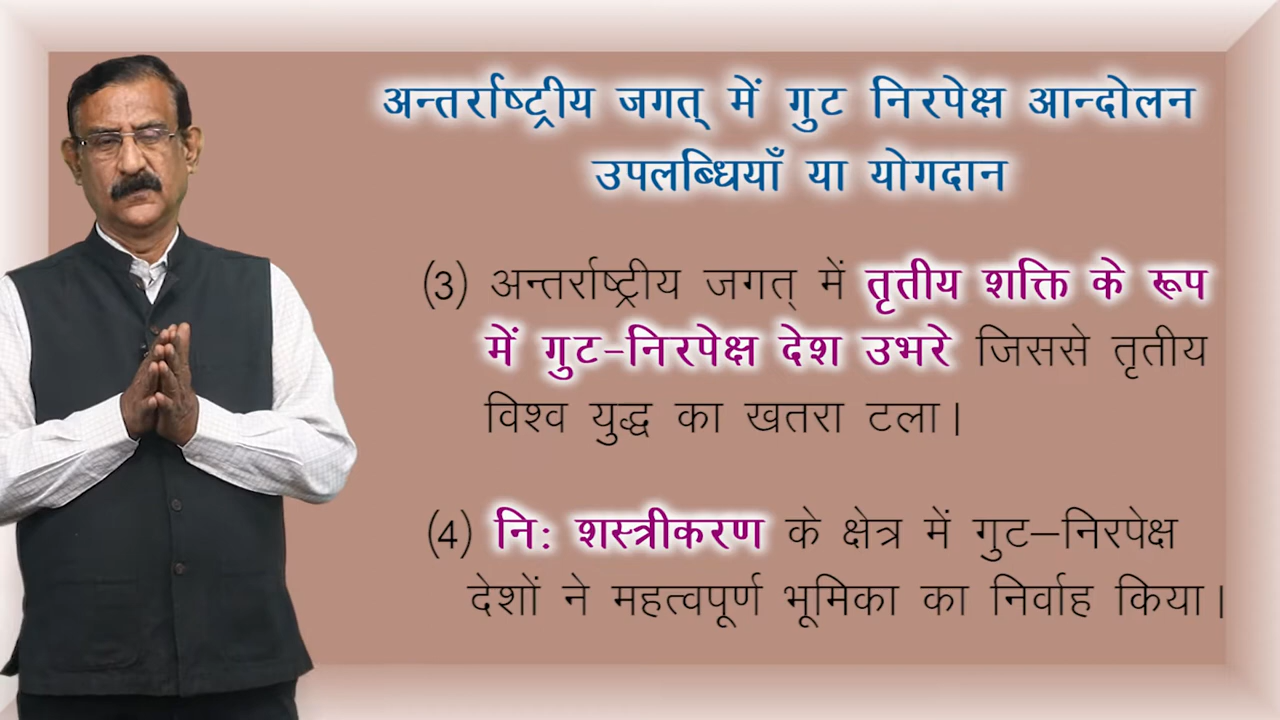 अन्तर्राष्ट्रीय जगत् में गुट निरपेक्ष आन्दोलन
उपलब्धियाँ या योगदान
(3) अन्तर्राष्ट्रीय जगत् में तृतीय शक्ति के रूप
में गुट-निरपेक्ष देश उभरे जिससे तृतीय
विश्व युद्ध का खतरा टला।
(4) नि: शस्त्रीकरण के क्षेत्र में गुट–निरपेक्ष
देशों ने महत्वपूर्ण भूमिका का निर्वाह किया।